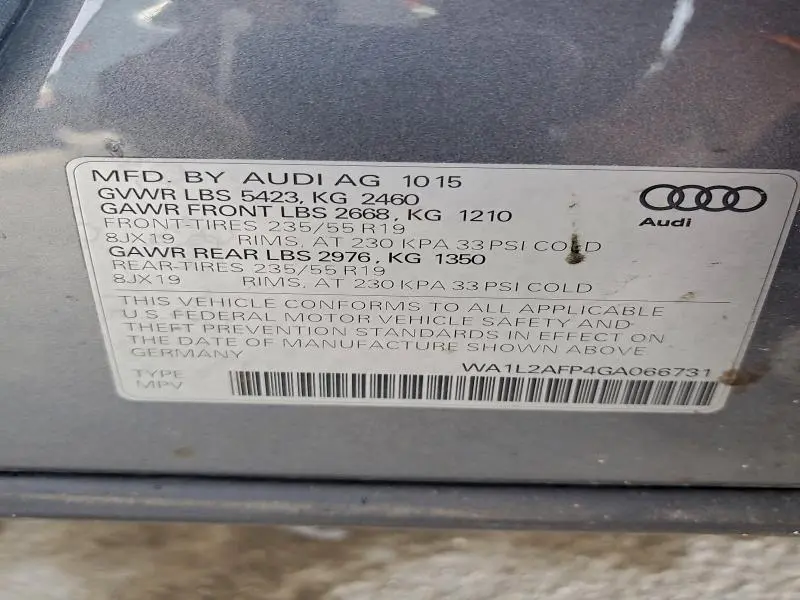 MFD. BY AUDI AG 10 15
GVWR LBS 5423, KG 2460
GAWR FRONT LBS 2668, KG 1210
FRONT-TIRES 235/55 R19
8JX19 RIMS, AT 230 KPA 33 PSI COLD
GAWR REAR LBS 2976, KG 1350
REAR-TIRES 235/55 R19
8JX19 RIMS, AT 230 KPA 33 PSI COLD
Audi
THIS VEHICLE CONFORMS TO ALL APPLICABLE
U.S. FEDERAL MOTOR VEHICLE SAFETY AND
THEFT PREVENTION STANDARDS IN EFFECT ON
THE DATE OF MANUFACTURE SHOWN ABOVE
GERMANY
WA1L2AFP4GA066731
TYPE
MPV